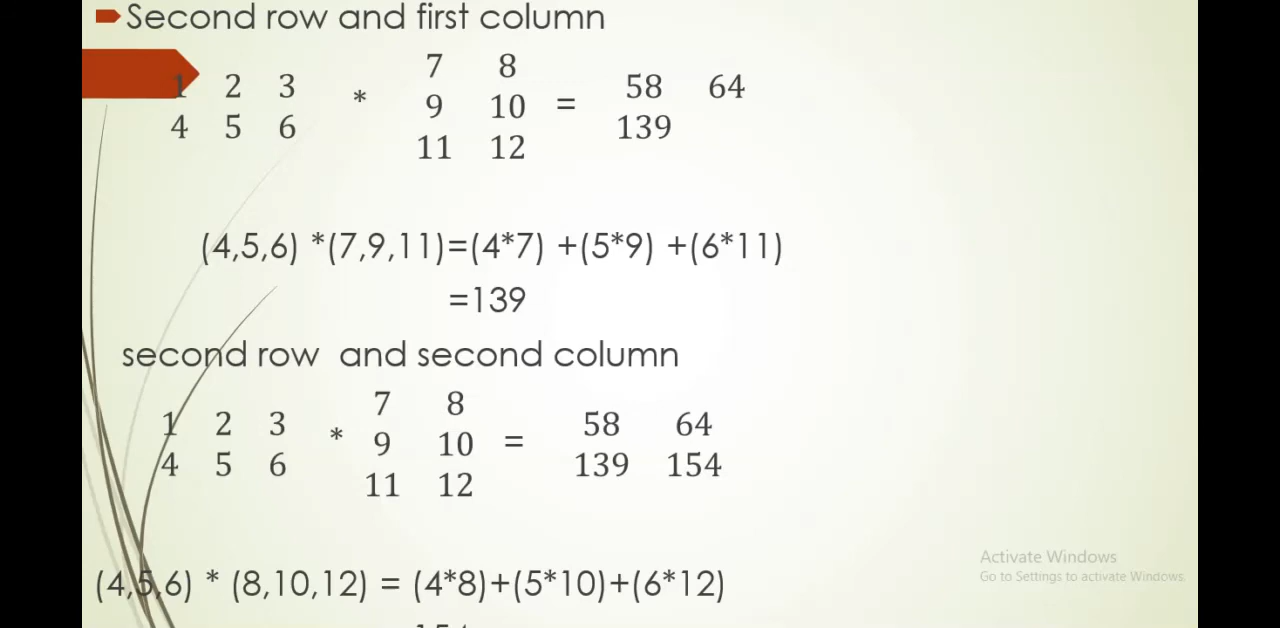 Second row and first column
1 2 3 * 7 8 = 58 64
4 5 6 9 10 139
11 12
(4,5,6) *(7,9,11)=(4*7) +(5*9) +(6*11)
=139
second row and second column
1 2 3 * 7 8 = 58 64
4 5 6 9 10 139 154
11 12
(4,5,6) * (8,10,12) = (4*8)+(5*10)+(6*12)
Activate Windows
Go to Settings to activate Windows.